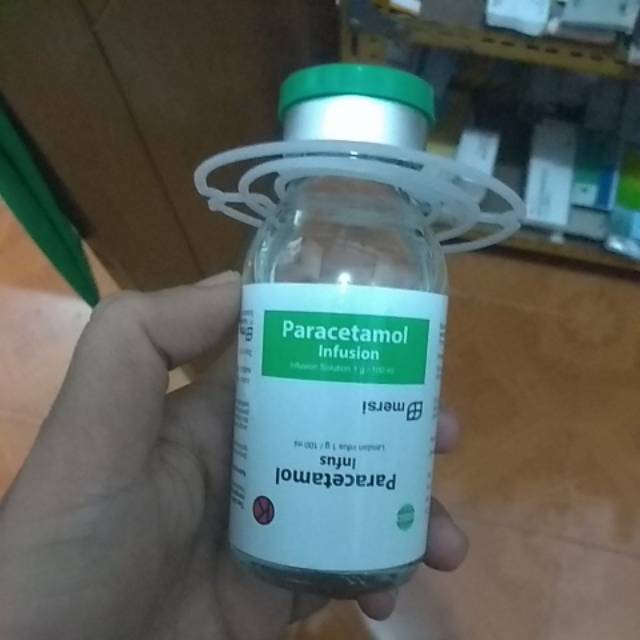 Paracetamol
Infusion
Infusion Solution 1 g / 100 ml
mersi
Paracetamol
Infus
Larutan Infus 1 g / 100 ml
K